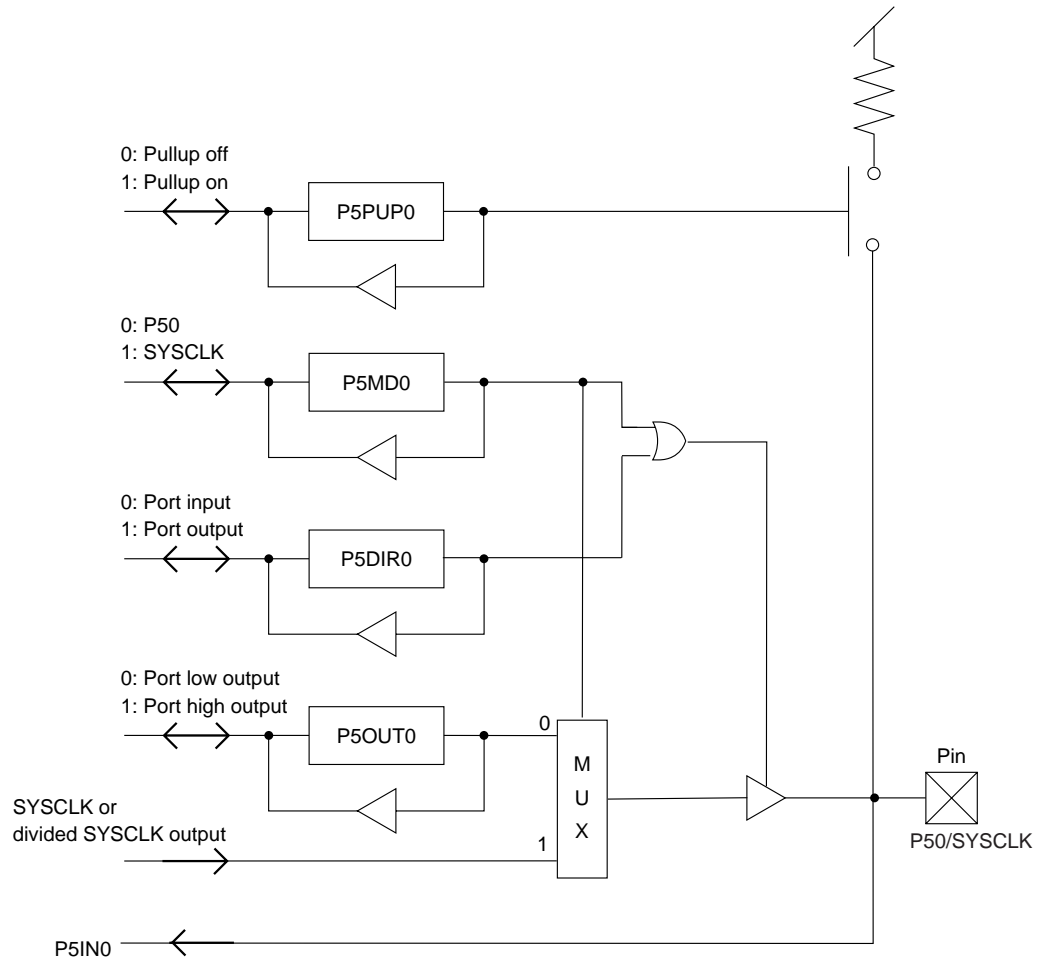 0: Pullup off
1: Pullup on
P5PUP0
0: P50
1: SYSCLK
P5MD0
0: Port input
1: Port output
P5DIR0
0: Port low output
1: Port high output
P5OUT0
0
M
U
X
1
SYSCLK or
divided SYSCLK output
Pin
P50/SYSCLK
P5IN0